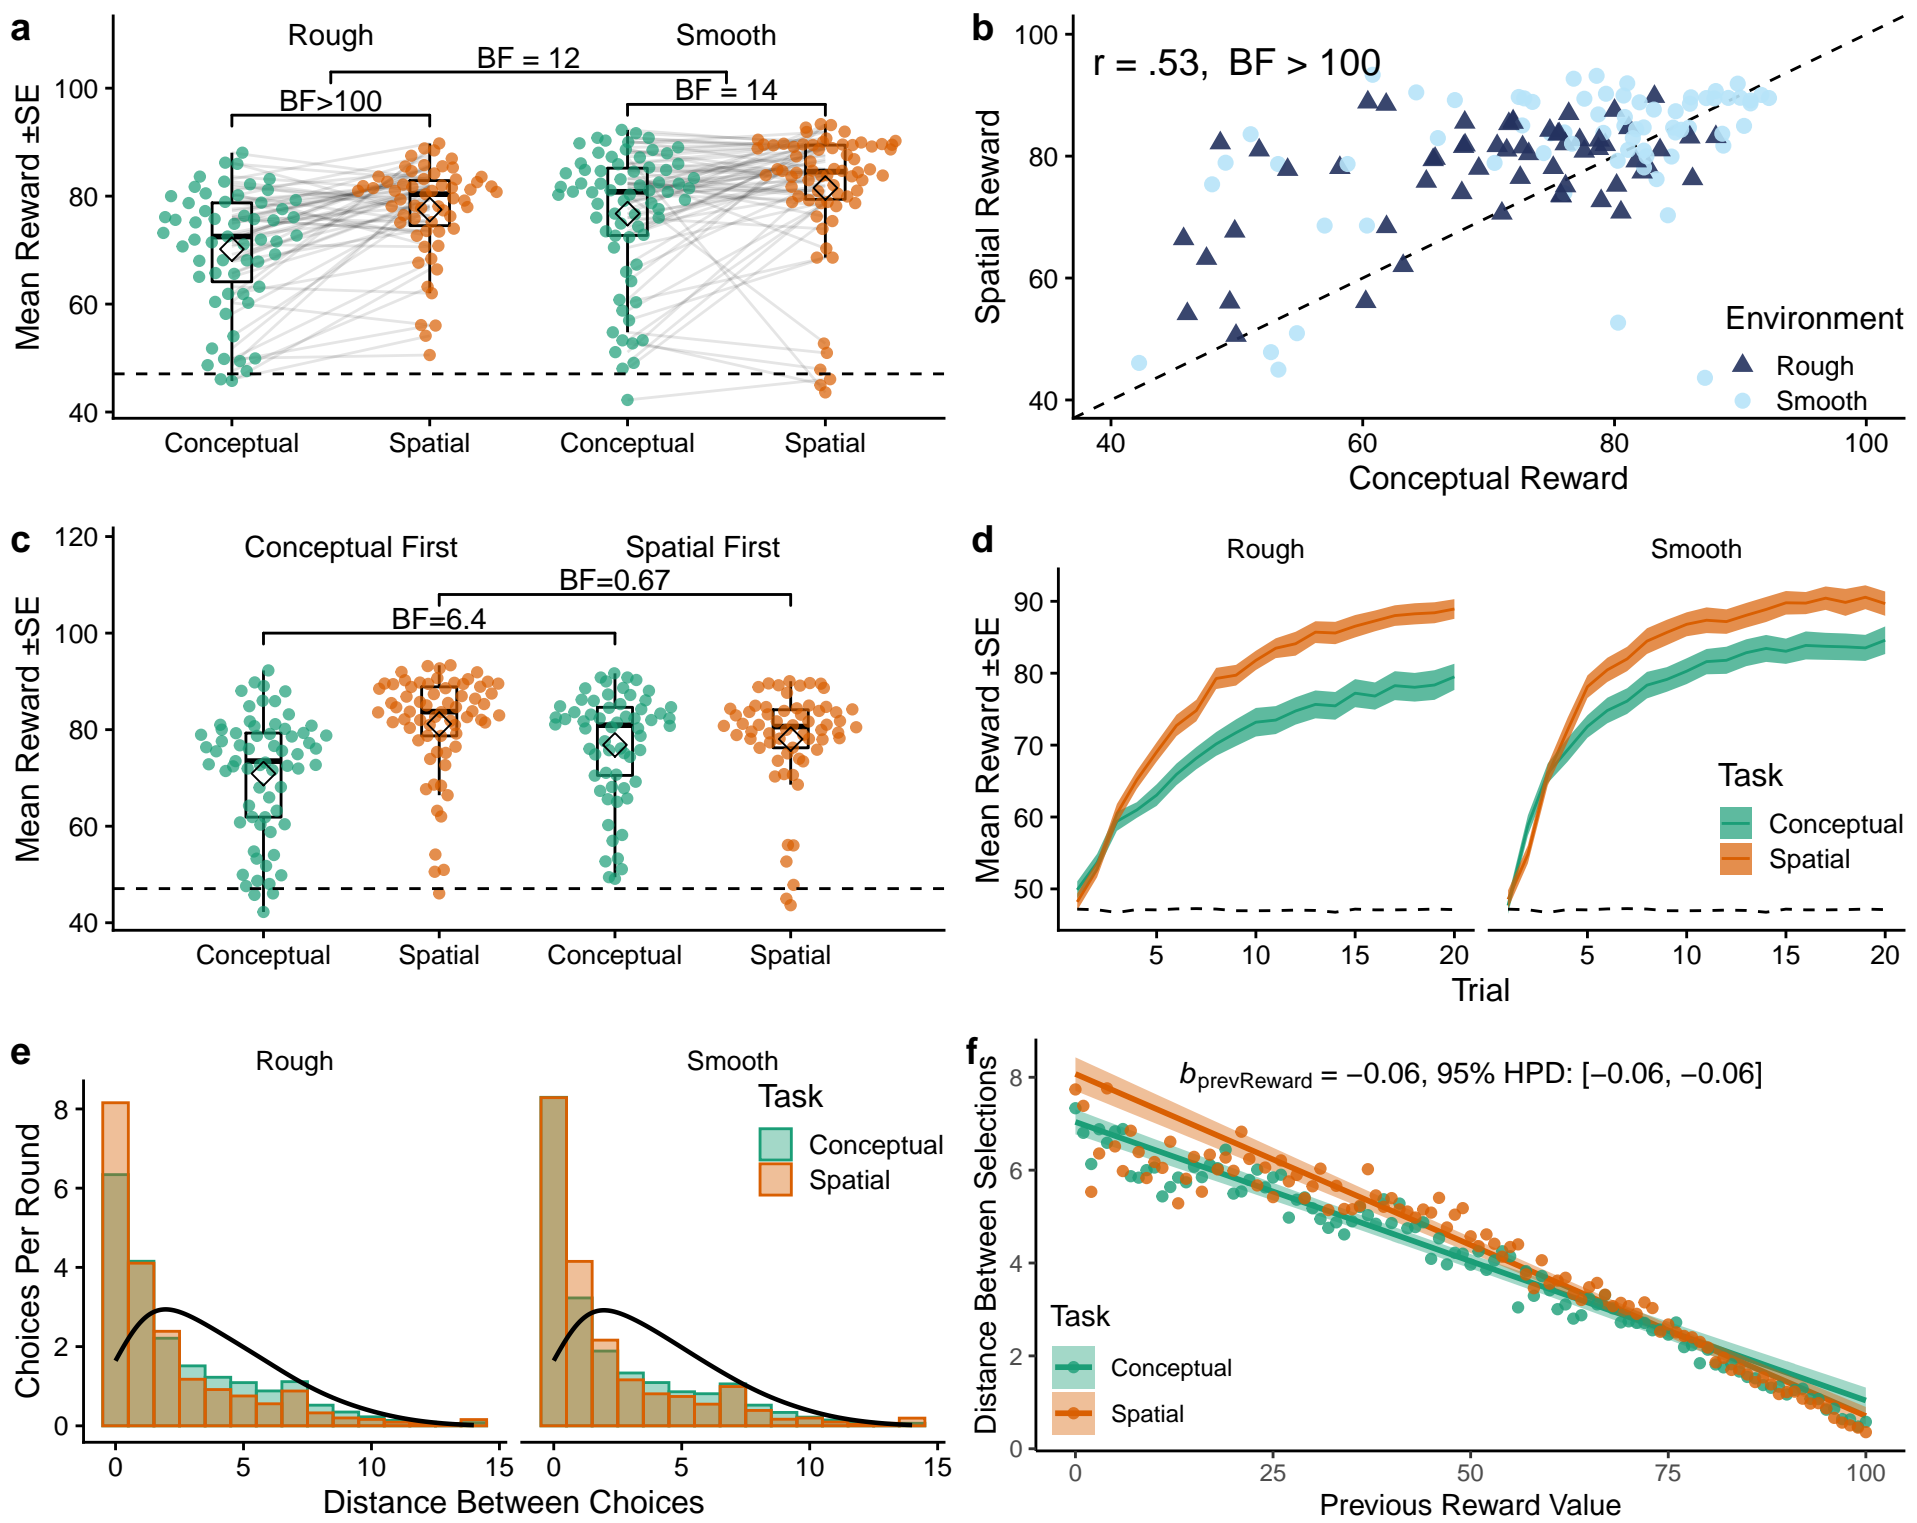 a
Rough
Smooth
BF = 12
BF>100
BF = 14
Mean Reward ±SE
100
80
60
40
Conceptual
Spatial
Conceptual
Spatial
b
r = .53, BF > 100
Spatial Reward
100
80
60
40
Environment
Rough
Smooth
40
60
80
100
Conceptual Reward
c
Conceptual First
Spatial First
BF=0.67
BF=6.4
Mean Reward ±SE
120
100
80
60
40
Conceptual
Spatial
Conceptual
Spatial
d
Rough
Smooth
Mean Reward ±SE
90
80
70
60
50
Task
Conceptual
Spatial
5
10
15
20
5
10
15
20
Trial
e
Rough
Smooth
Task
Conceptual
Spatial
Choices Per Round
8
6
4
2
0
0
5
10
15
0
5
10
15
Distance Between Choices
f
b prevReward = −0.06, 95% HPD: [−0.06, −0.06]
Distance Between Selections
8
6
4
2
0
Task
Conceptual
Spatial
0
25
50
75
100
Previous Reward Value